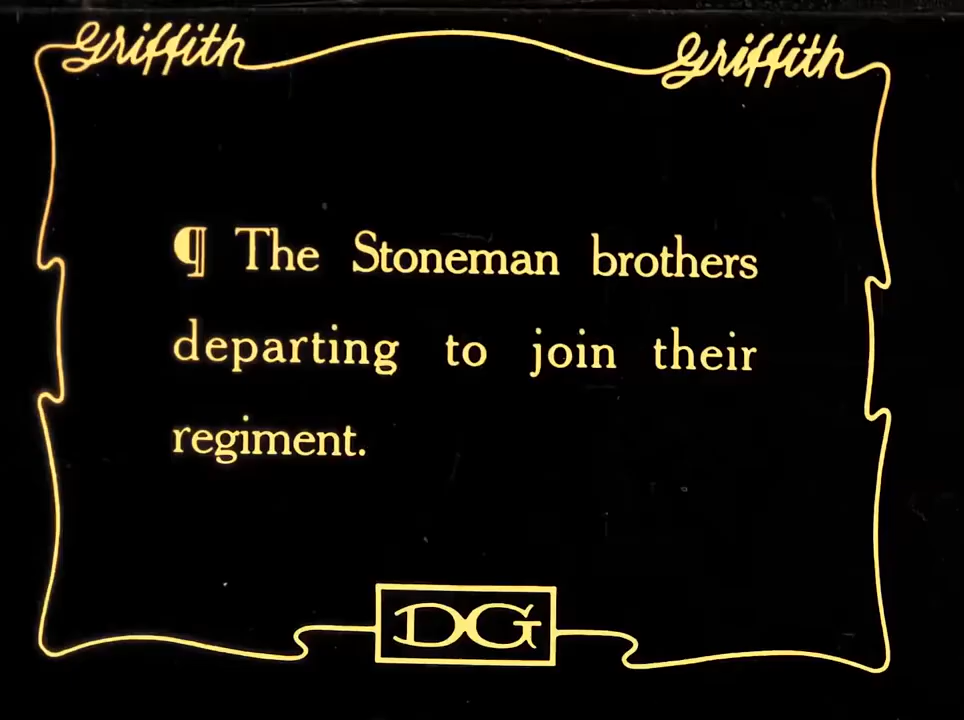 Griffith Griffith
¶ The Stoneman brothers
departing to join their
regiment.
DG